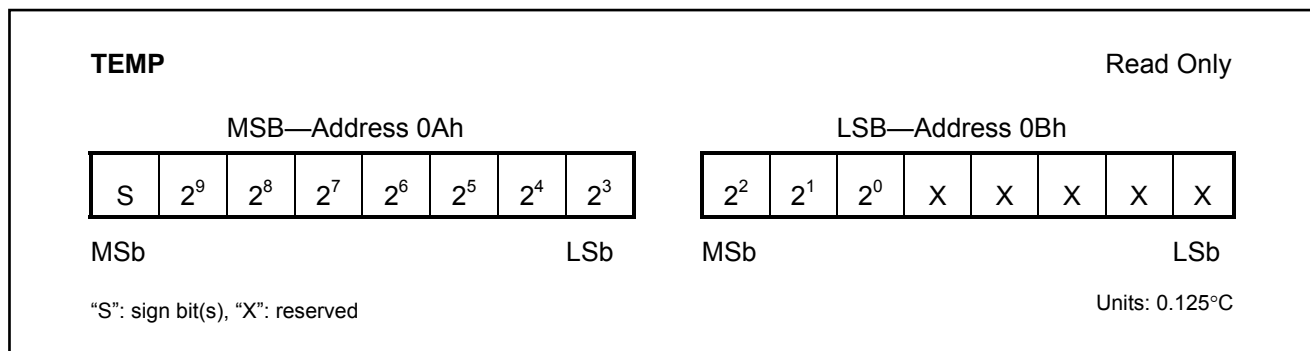 TEMP Read Only
MSB—Address 0Ah LSB—Address 0Bh
S 2⁹ 2⁸ 2⁷ 2⁶ 2⁵ 2⁴ 2³ 2² 2¹ 2⁰ X X X X X
MSb LSb MSb LSb
“S”: sign bit(s), “X”: reserved Units: 0.125°C